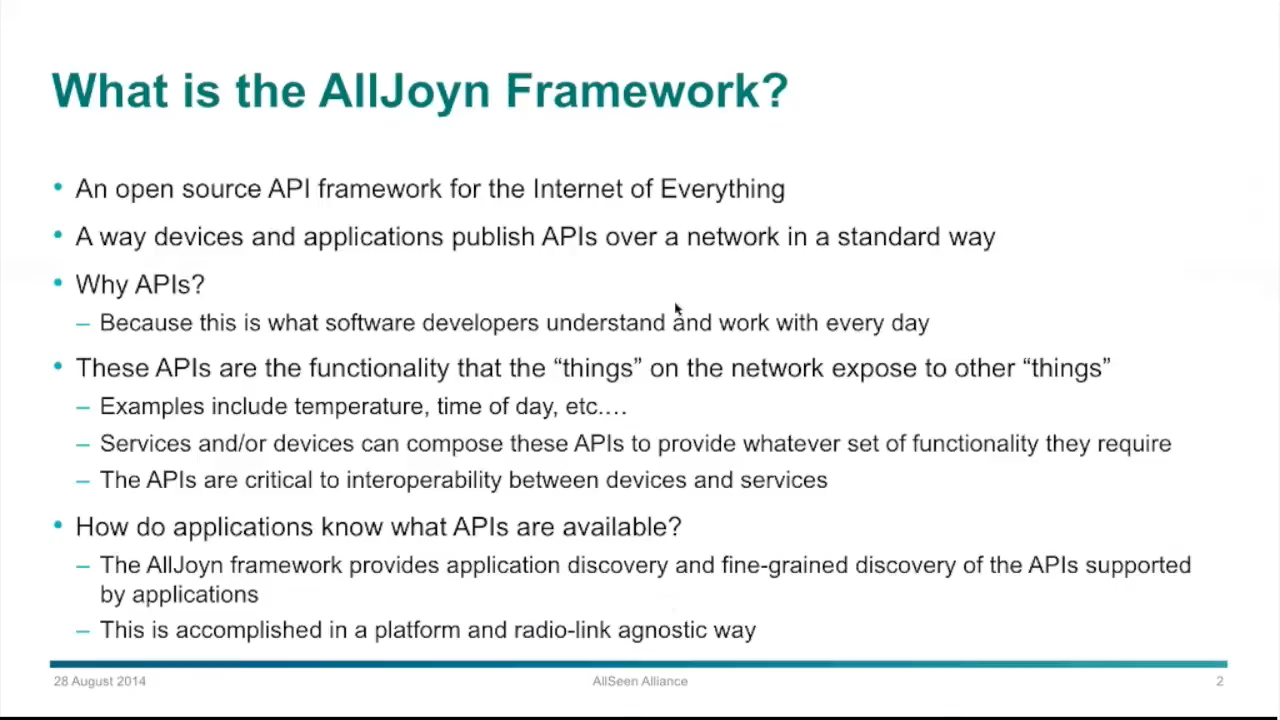 What is the AllJoyn Framework?
• An open source API framework for the Internet of Everything
• A way devices and applications publish APIs over a network in a standard way
• Why APIs?
– Because this is what software developers understand and work with every day
• These APIs are the functionality that the “things” on the network expose to other “things”
– Examples include temperature, time of day, etc.…
– Services and/or devices can compose these APIs to provide whatever set of functionality they require
– The APIs are critical to interoperability between devices and services
• How do applications know what APIs are available?
– The AllJoyn framework provides application discovery and fine-grained discovery of the APIs supported
by applications
– This is accomplished in a platform and radio-link agnostic way
28 August 2014 AllSeen Alliance 2